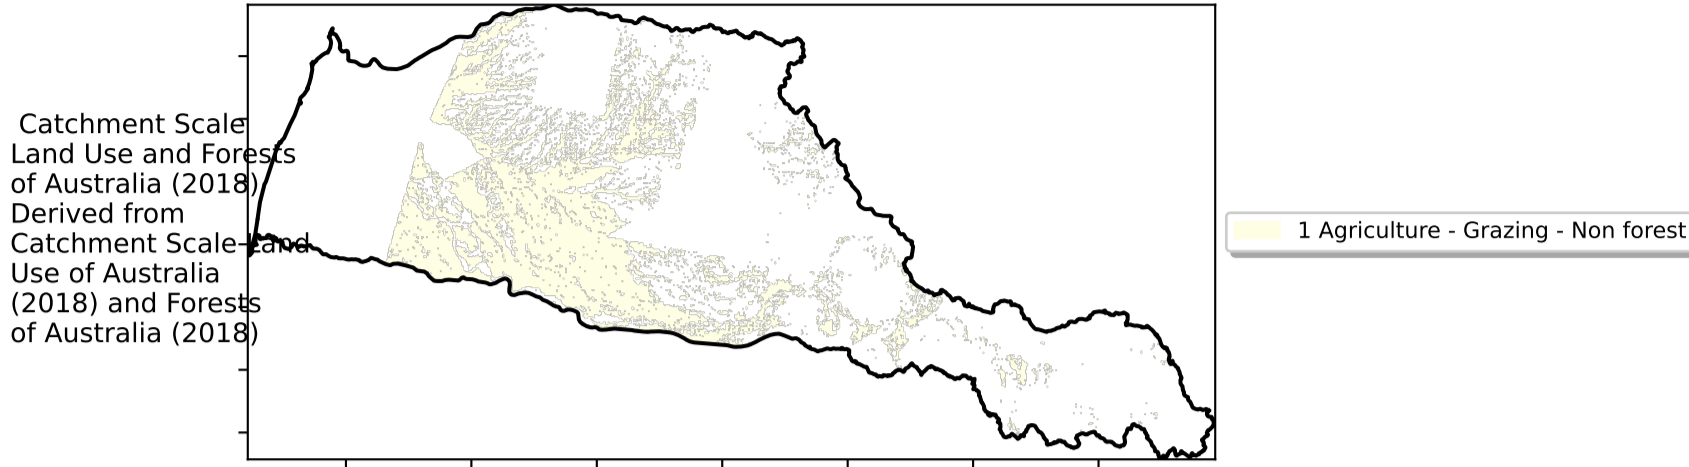 Catchment Scale
Land Use and Forests
of Australia (2018)
Derived from
Catchment Scale Land
Use of Australia
(2018) and Forests
of Australia (2018)
1 Agriculture - Grazing - Non forest